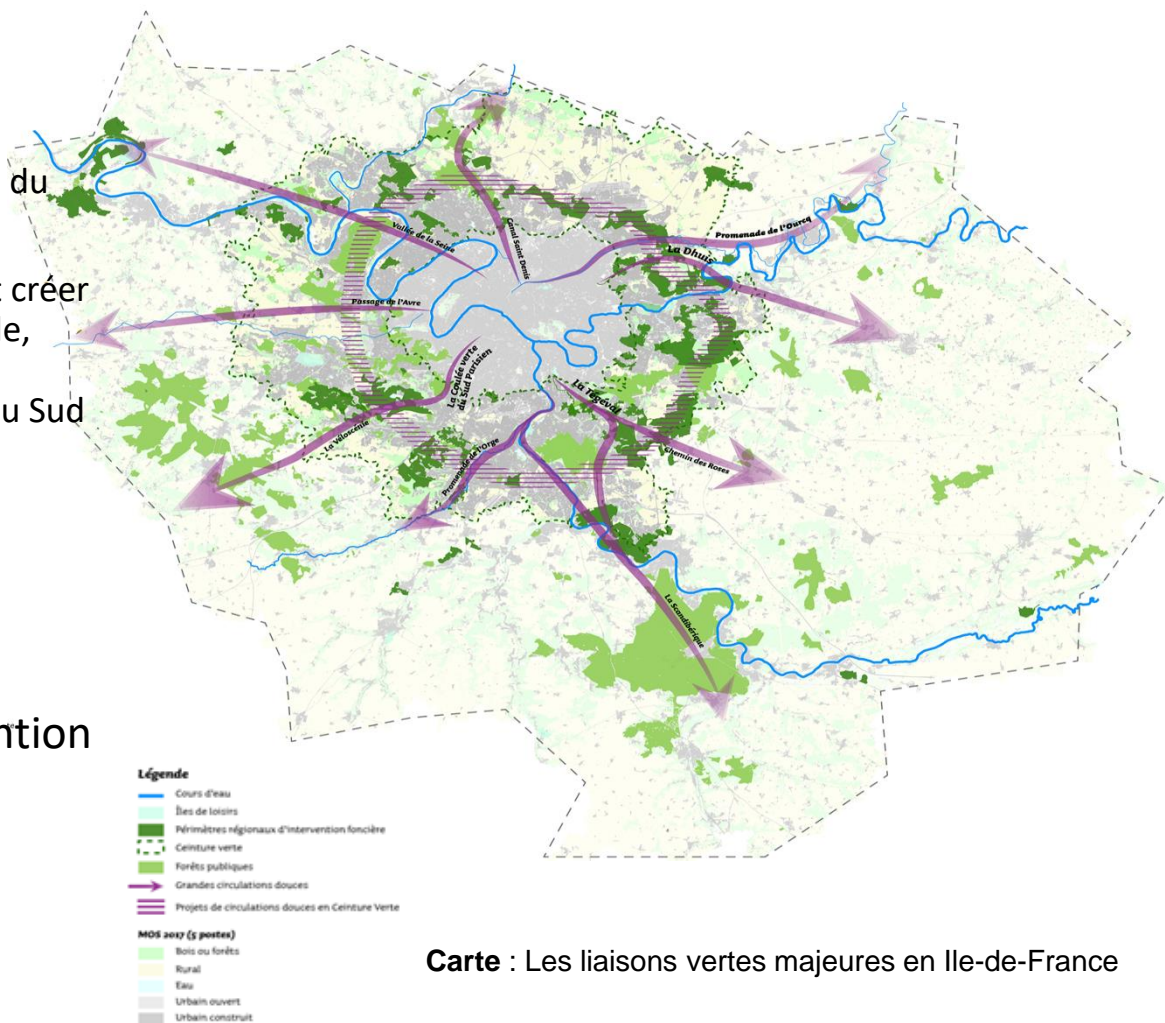 du
créer
de,
u Sud
ntion
Vallée de la Seine
Canal Saint Denis
Promenade de l'Ourcq
La Dhuis
Passage de l'Avre
La Coulée verte
du Sud Parisien
La Tégéval
La Véloscénie
Promenade de l'Orge
Chemin des Roses
La Scandibérique
Légende
Cours d'eau
Îles de loisirs
Périmètres régionaux d'intervention foncière
Ceinture verte
Forêts publiques
Grandes circulations douces
Projets de circulations douces en Ceinture Verte
MOS 2017 (5 postes)
Bois ou forêts
Rural
Eau
Urbain ouvert
Urbain construit
Carte : Les liaisons vertes majeures en Ile-de-France